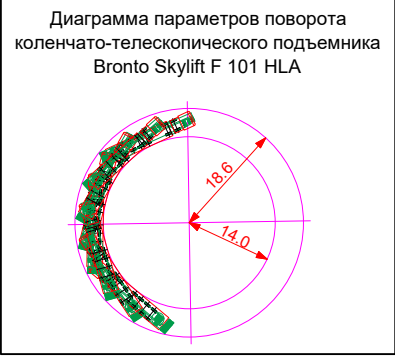 Диаграмма параметров поворота
коленчато-телескопического подъемника
Bronto Skylift F 101 HLA
18.6
14.0